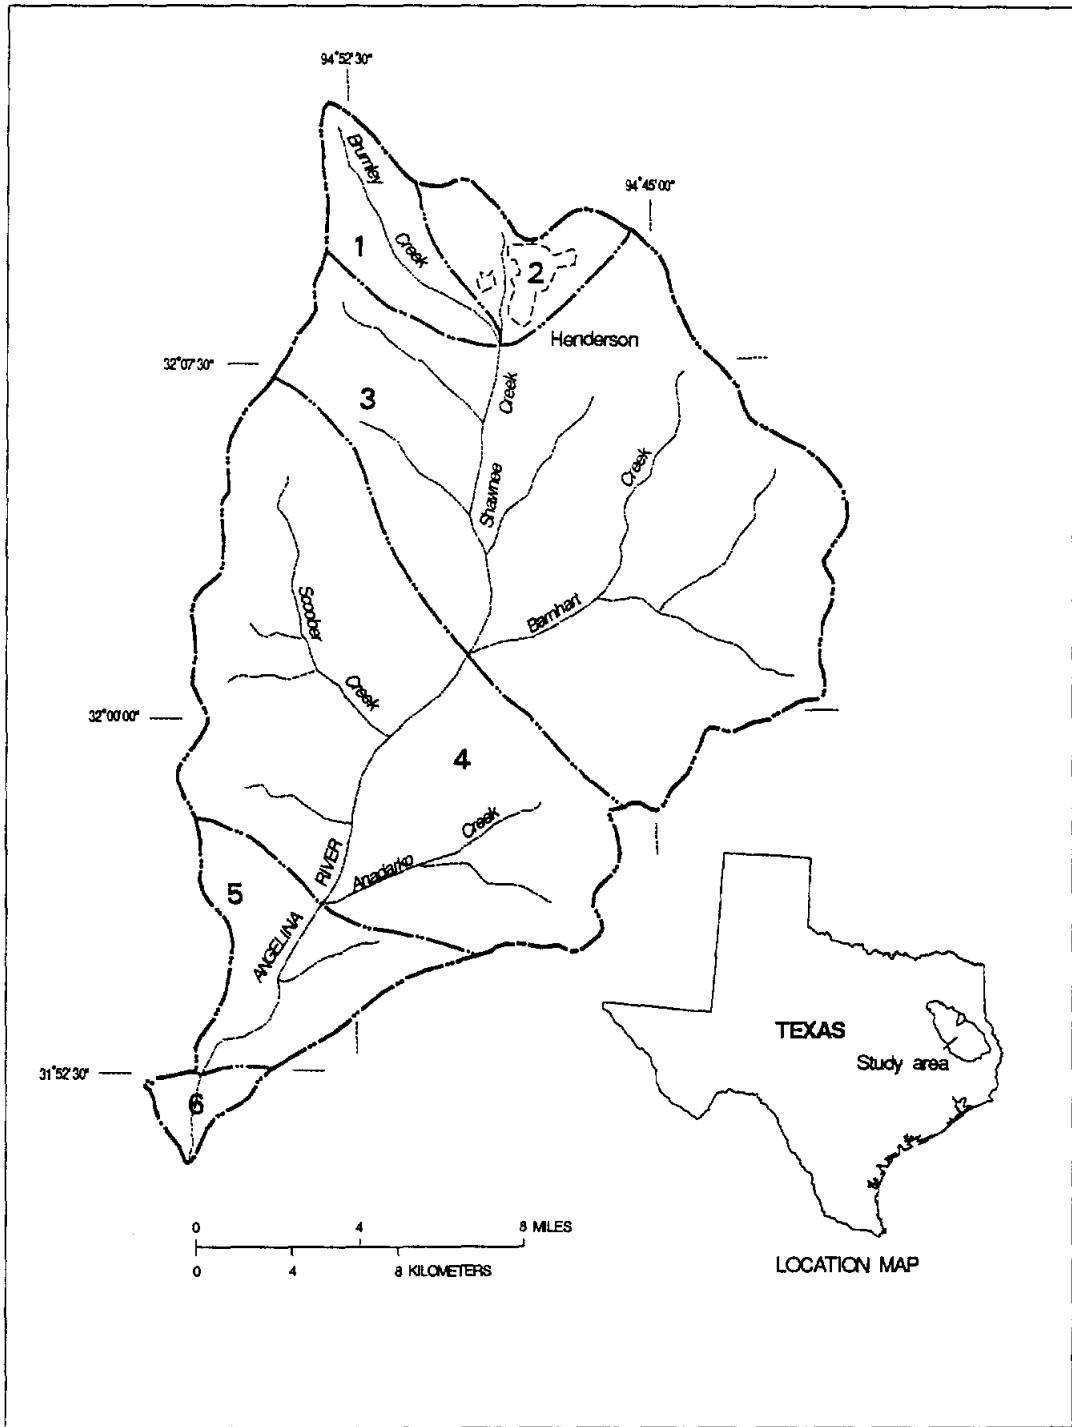 94°52'30"
94°45'00"
Brumley
Creek
1
2
Henderson
32°07'30"
3
Creek
Shawnee
Creek
Barnhart
Scoober
Creek
32°00'00"
4
Creek
Anadarko
RIVER
ANGELINA
5
TEXAS
Study area
31°52'30"
6
0 4 8 MILES
0 4 8 KILOMETERS
LOCATION MAP